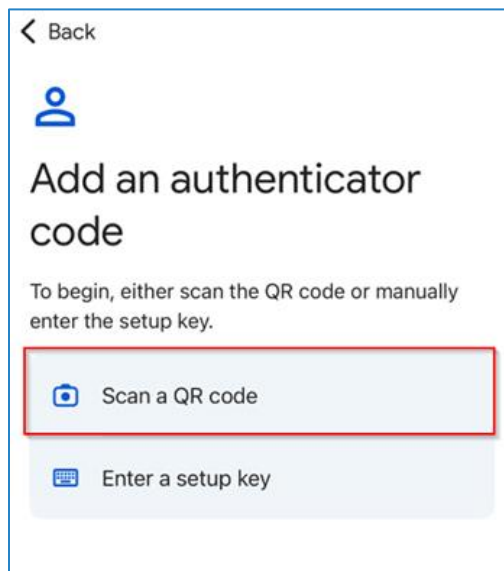 Back
Add an authenticator
code
To begin, either scan the QR code or manually
enter the setup key.
Scan a QR code
Enter a setup key